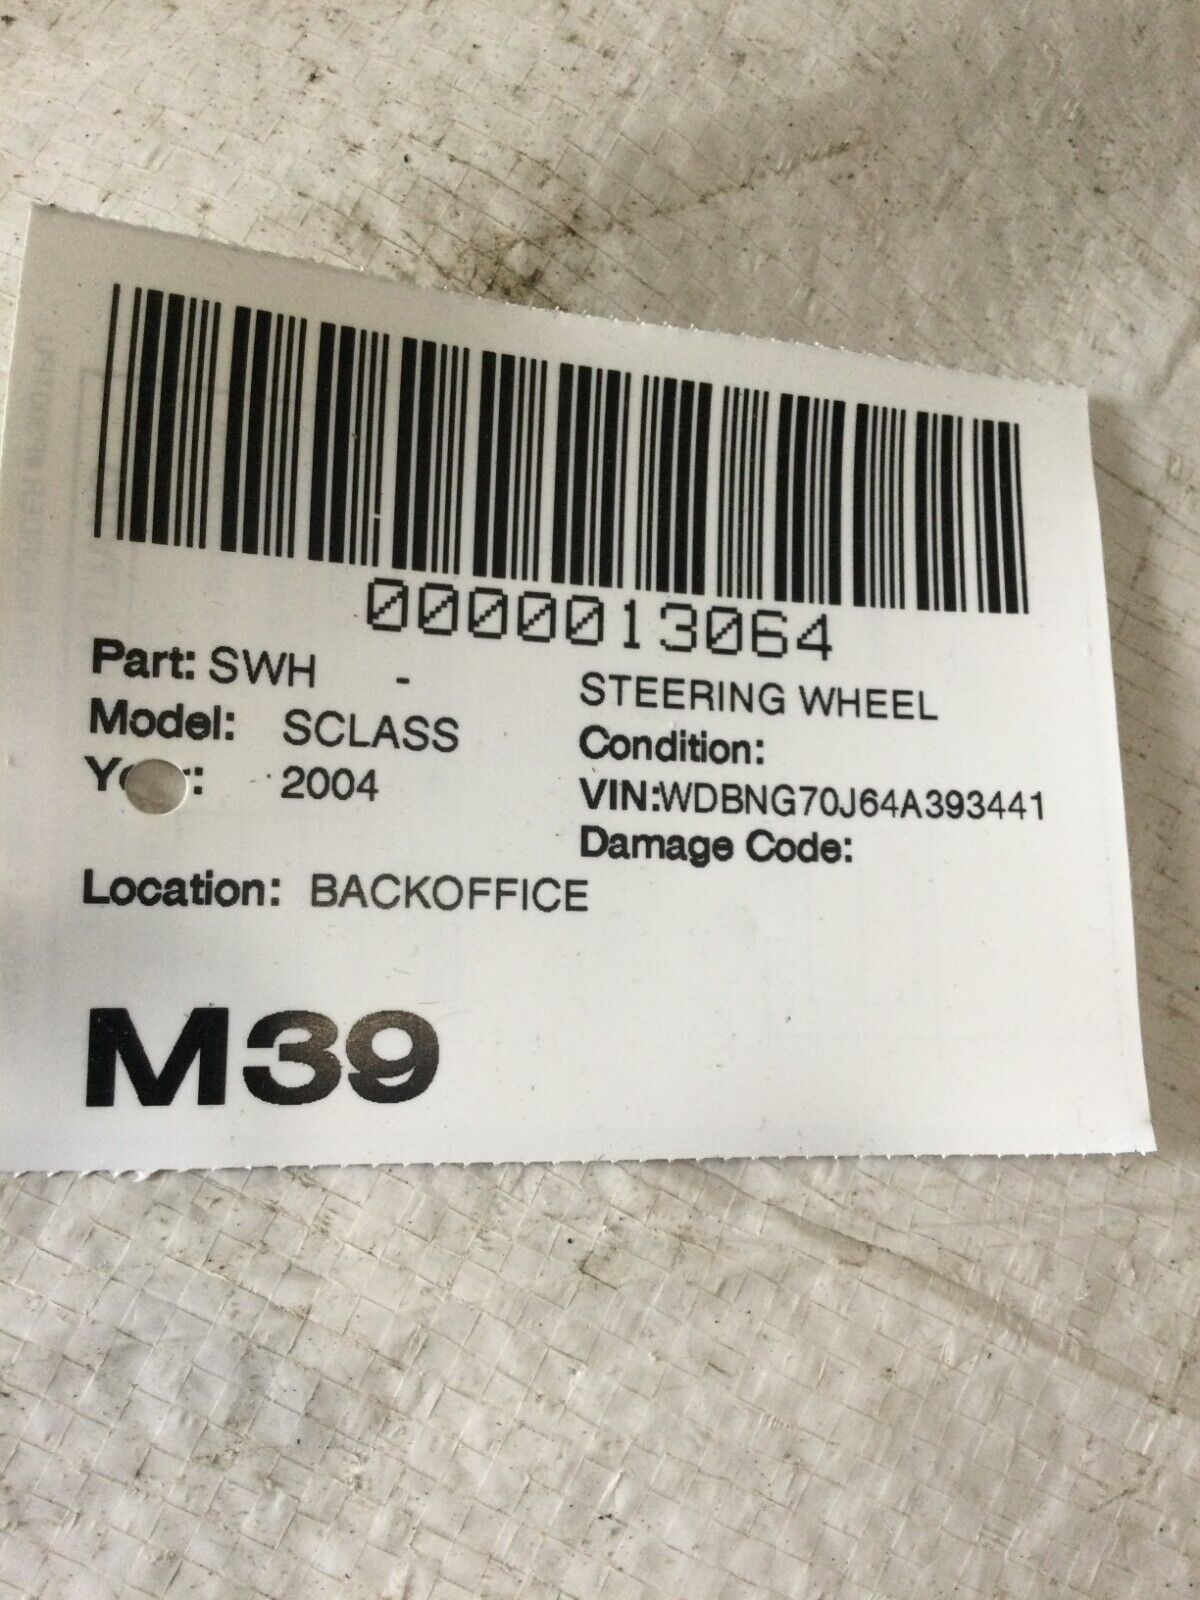 0000013064
Part: SWH - STEERING WHEEL
Model: SCLASS Condition:
2004 VIN:WDBNG70J64A393441
Damage Code:
Location: BACKOFFICE
M39